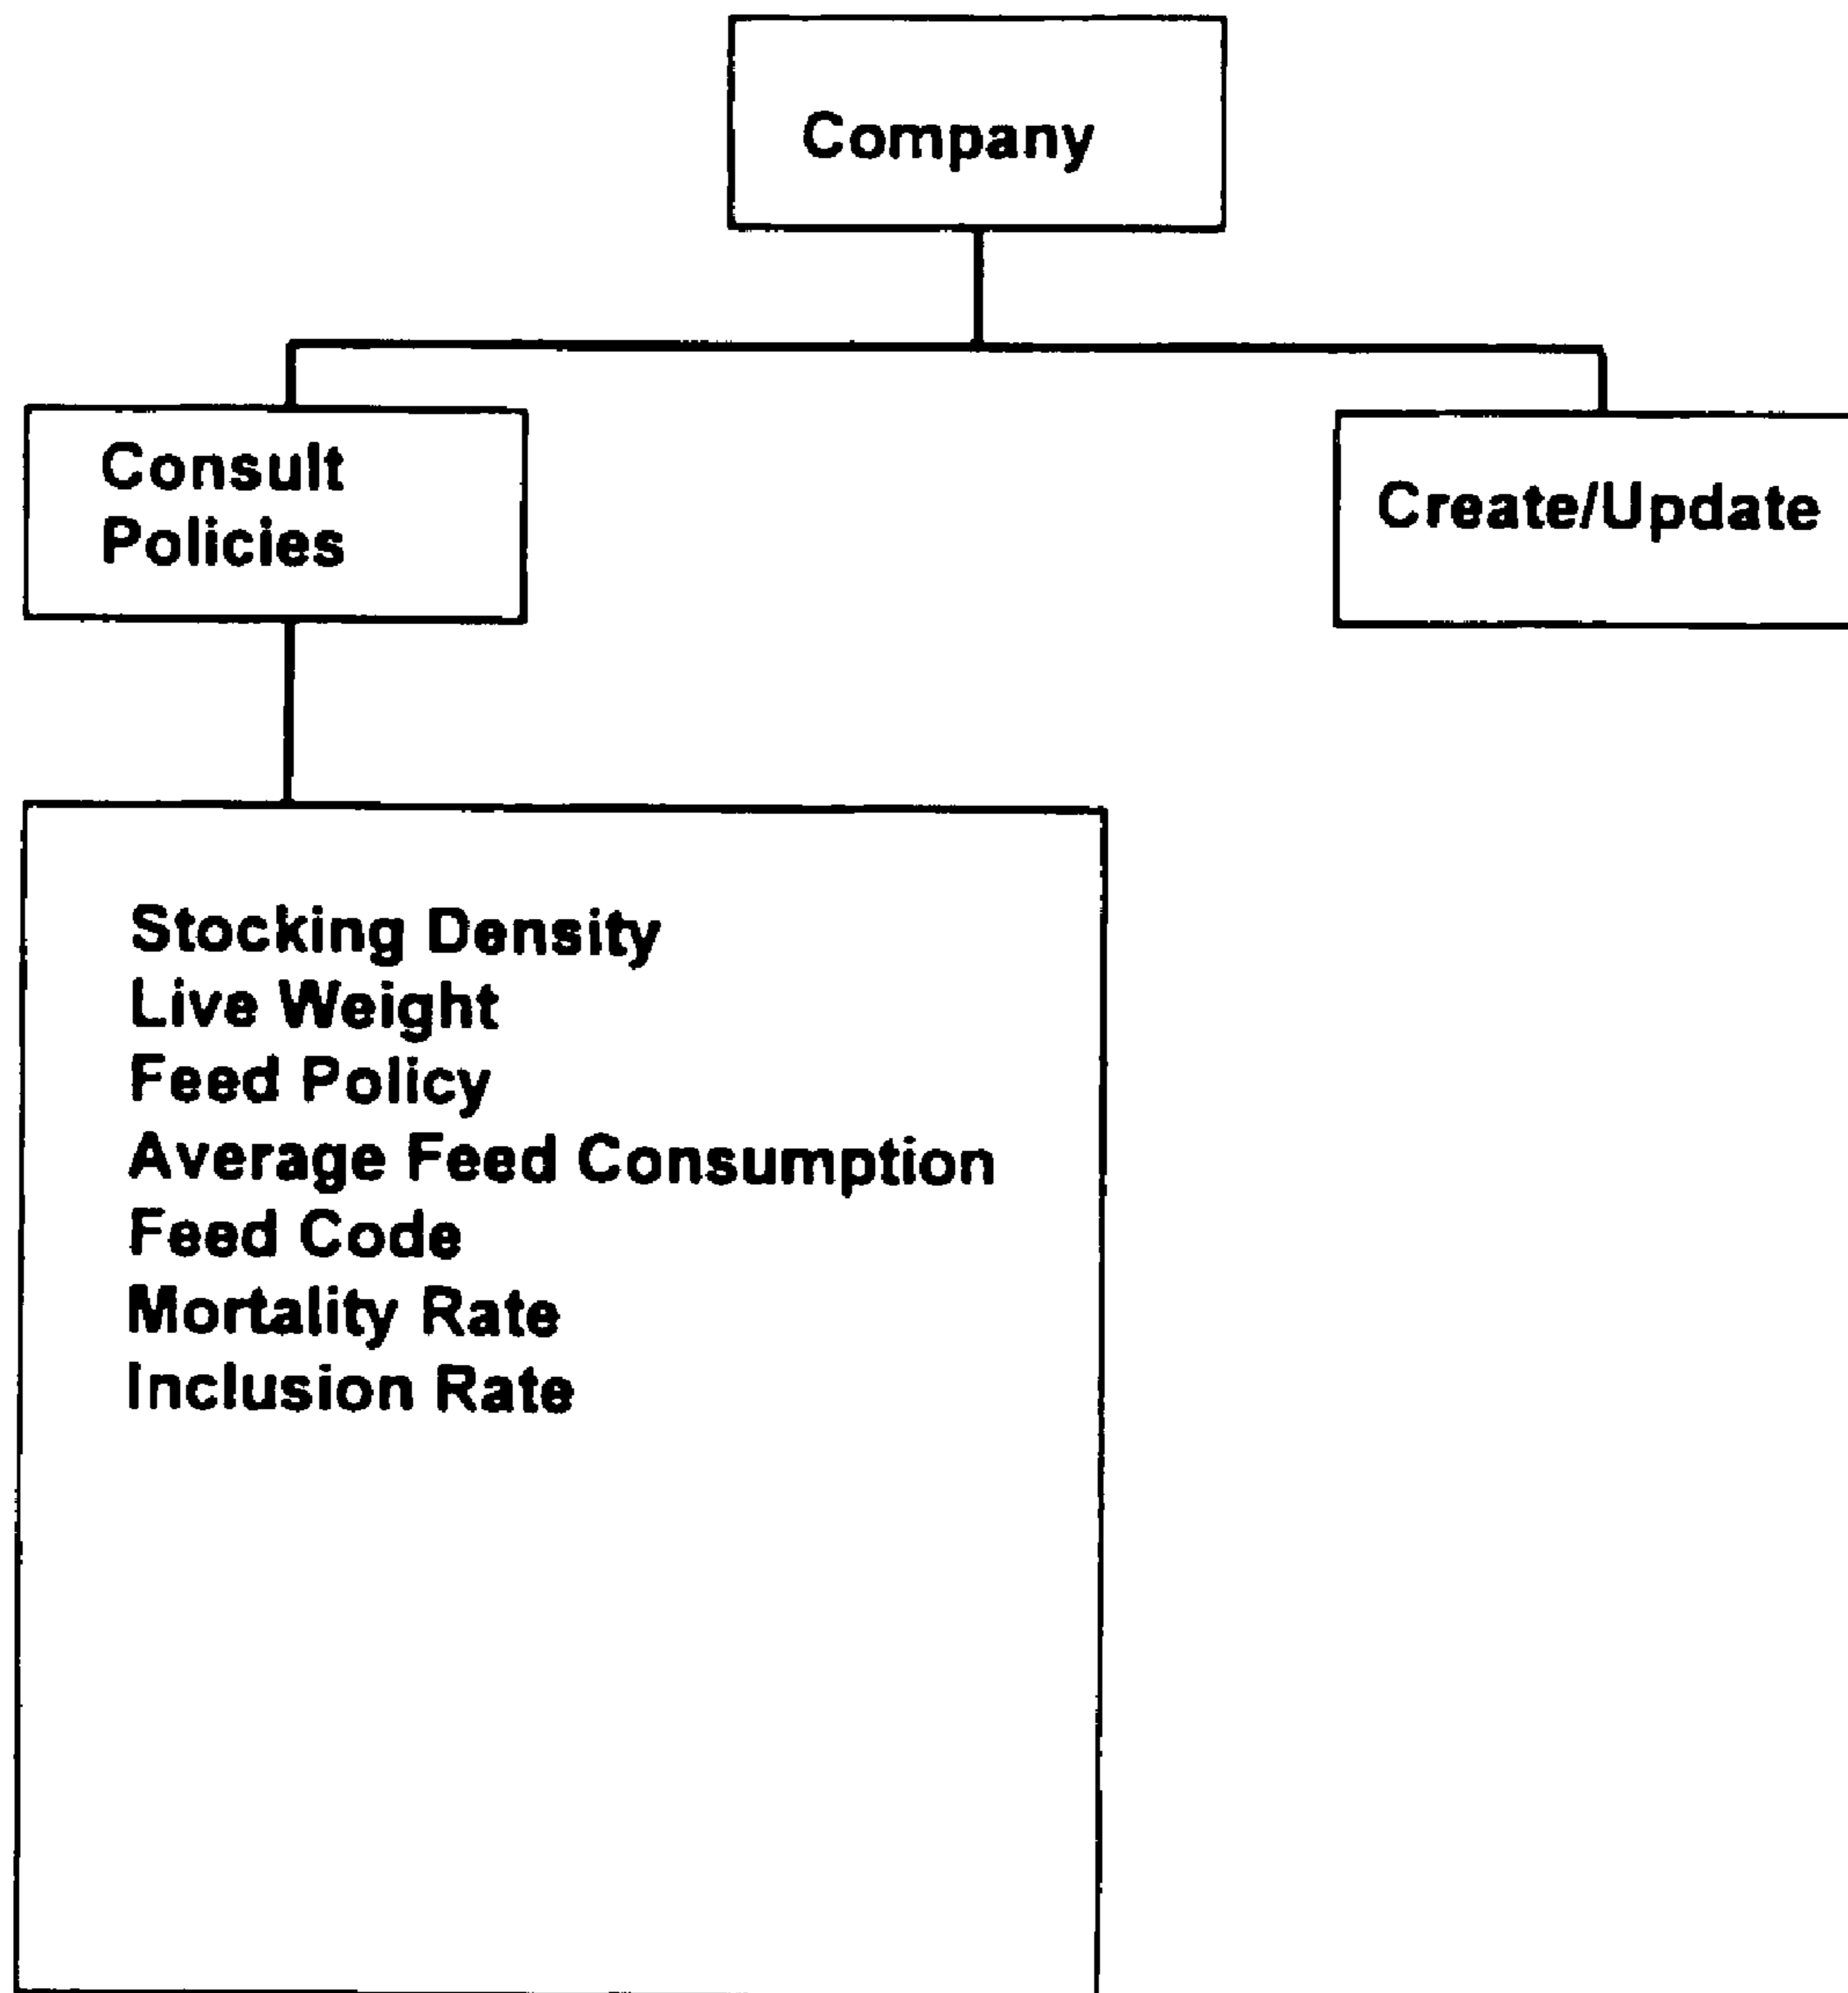 Company
Consult
Policies
Create/Update
Stocking Density
Live Weight
Feed Policy
Average Feed Consumption
Feed Code
Mortality Rate
Inclusion Rate